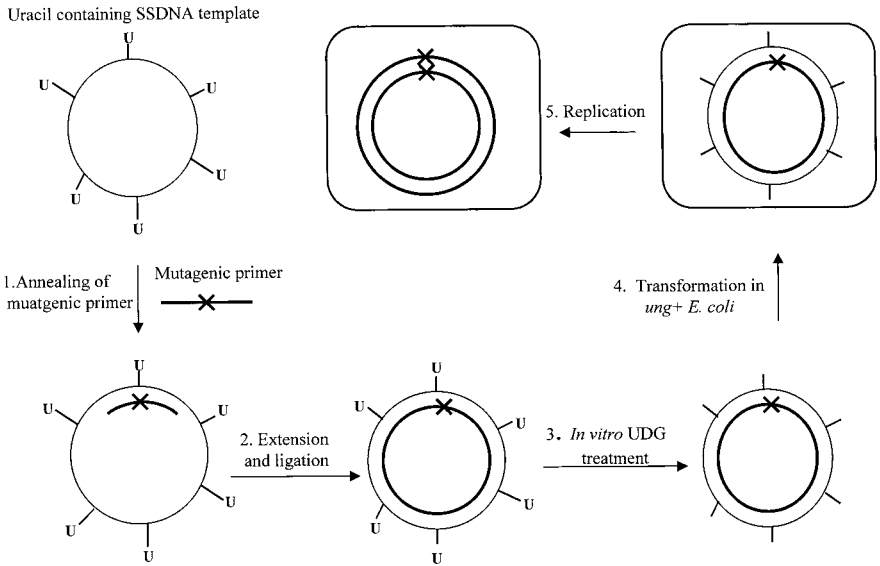 Uracil containing SSDNA template
U
U
U
U
U
U
1.Annealing of
muatgenic primer
Mutagenic primer
U
U
U
U
U
U
2. Extension
and ligation
U
U
U
U
U
U
3. In vitro UDG
treatment
4. Transformation in
ung+ E. coli
5. Replication